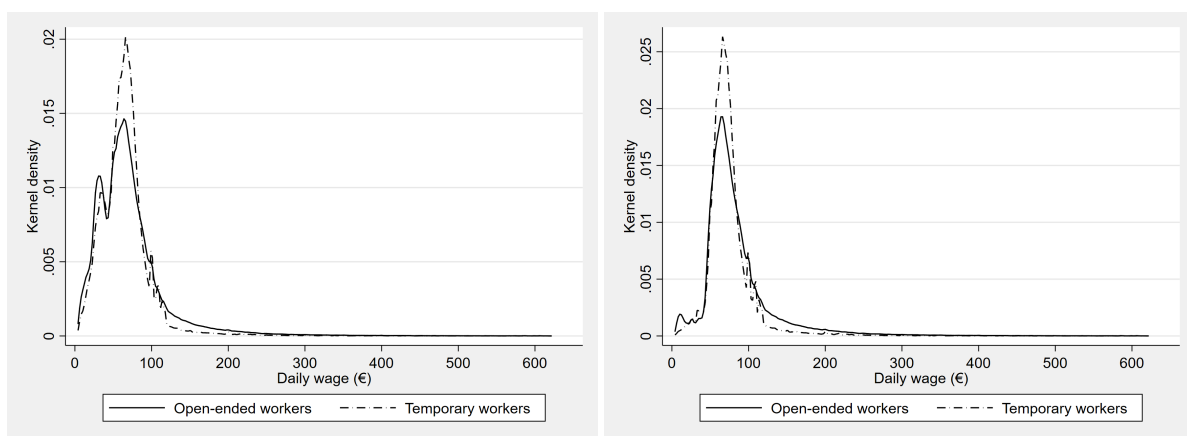 .02
.015
.01
.005
0
Kernel density
0 100 200 300 400 500 600
Daily wage (€)
Open-ended workers Temporary workers
.025
.02
.015
.01
.005
0
Kernel density
0 100 200 300 400 500 600
Daily wage (€)
Open-ended workers Temporary workers